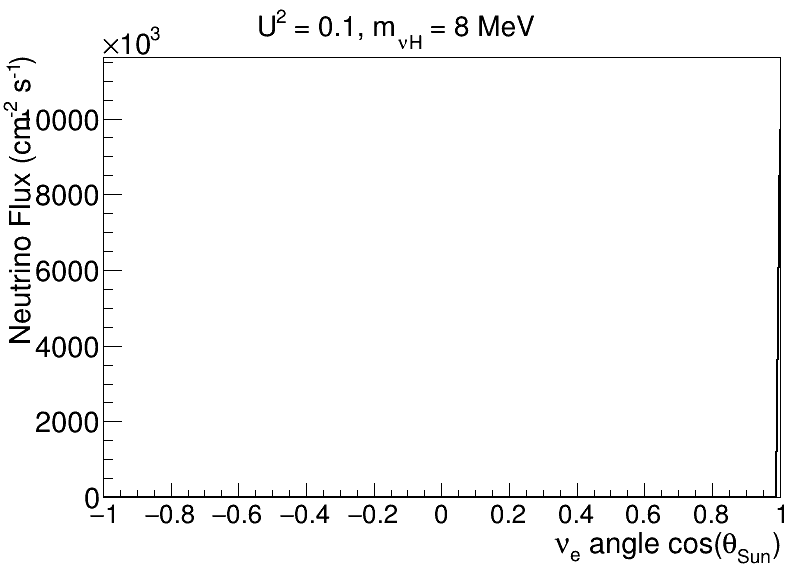 U² = 0.1, m_νH = 8 MeV
×10³
Neutrino Flux (cm⁻² s⁻¹)
10000
8000
6000
4000
2000
0
−1 −0.8 −0.6 −0.4 −0.2 0 0.2 0.4 0.6 0.8 1
ν_e angle cos(θ_Sun)